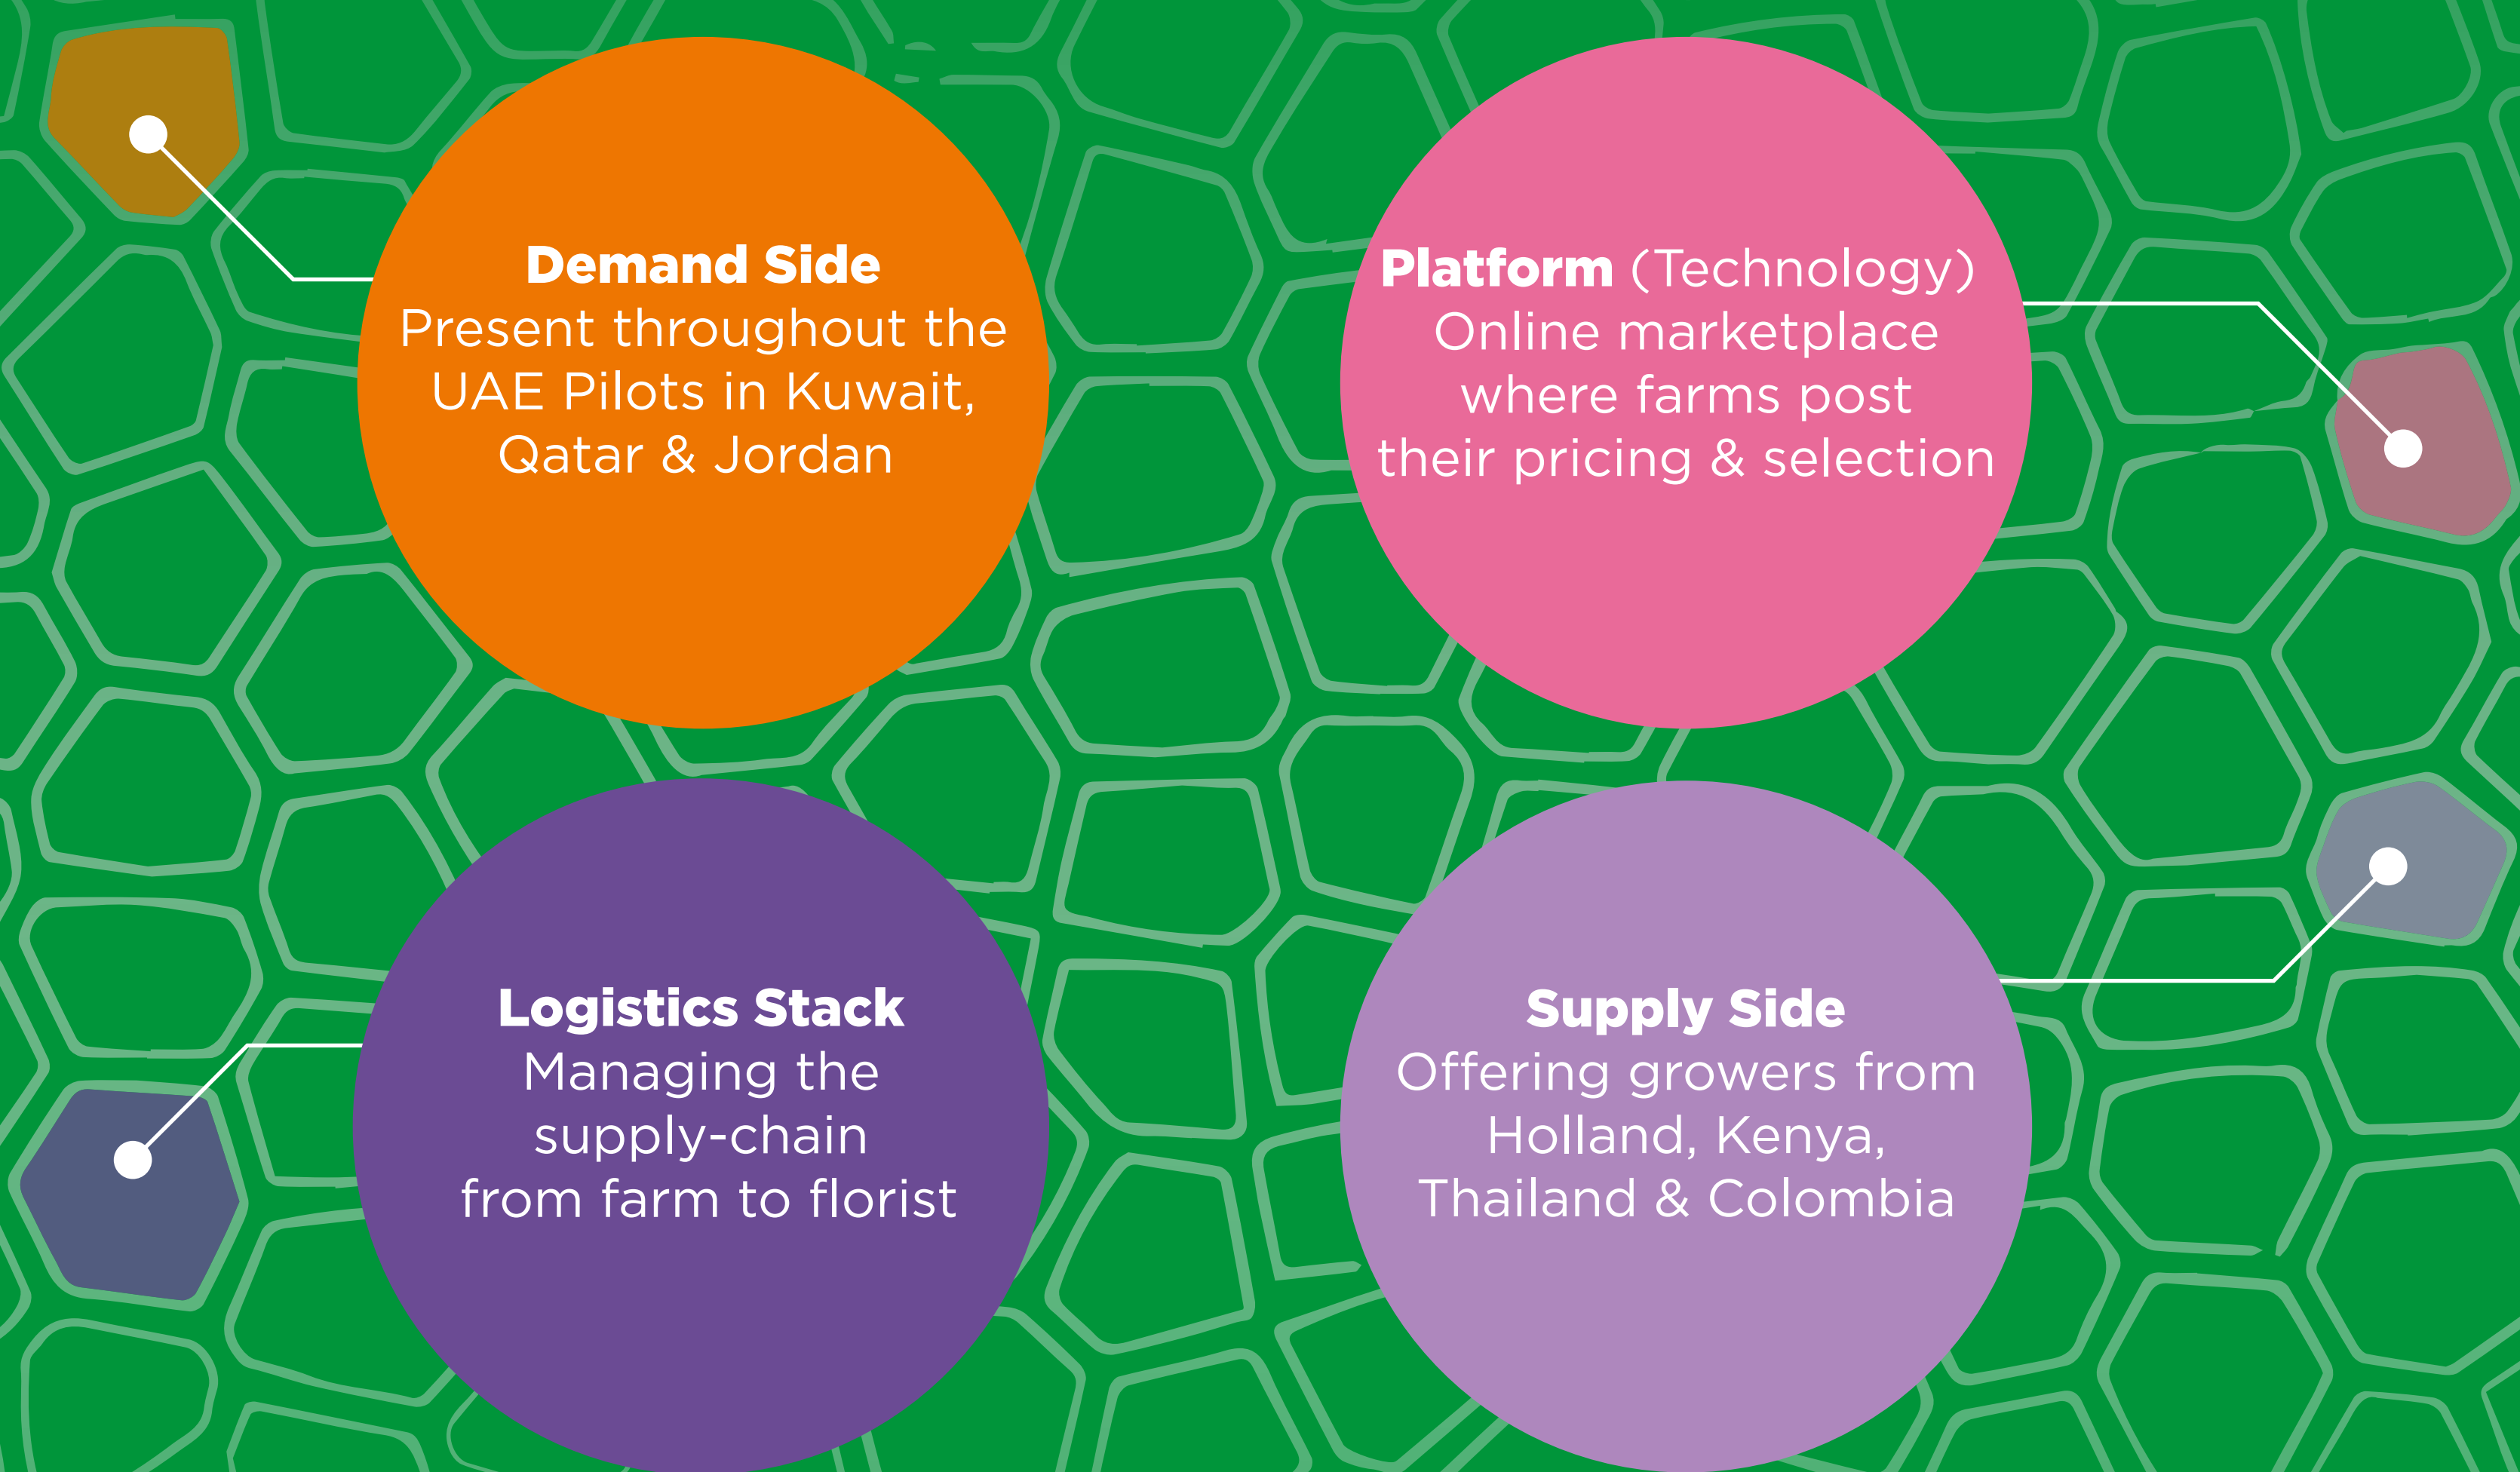 Demand Side
Present throughout the
UAE Pilots in Kuwait,
Qatar & Jordan
Platform (Technology)
Online marketplace
where farms post
their pricing & selection
Logistics Stack
Managing the
supply-chain
from farm to florist
Supply Side
Offering growers from
Holland, Kenya,
Thailand & Colombia